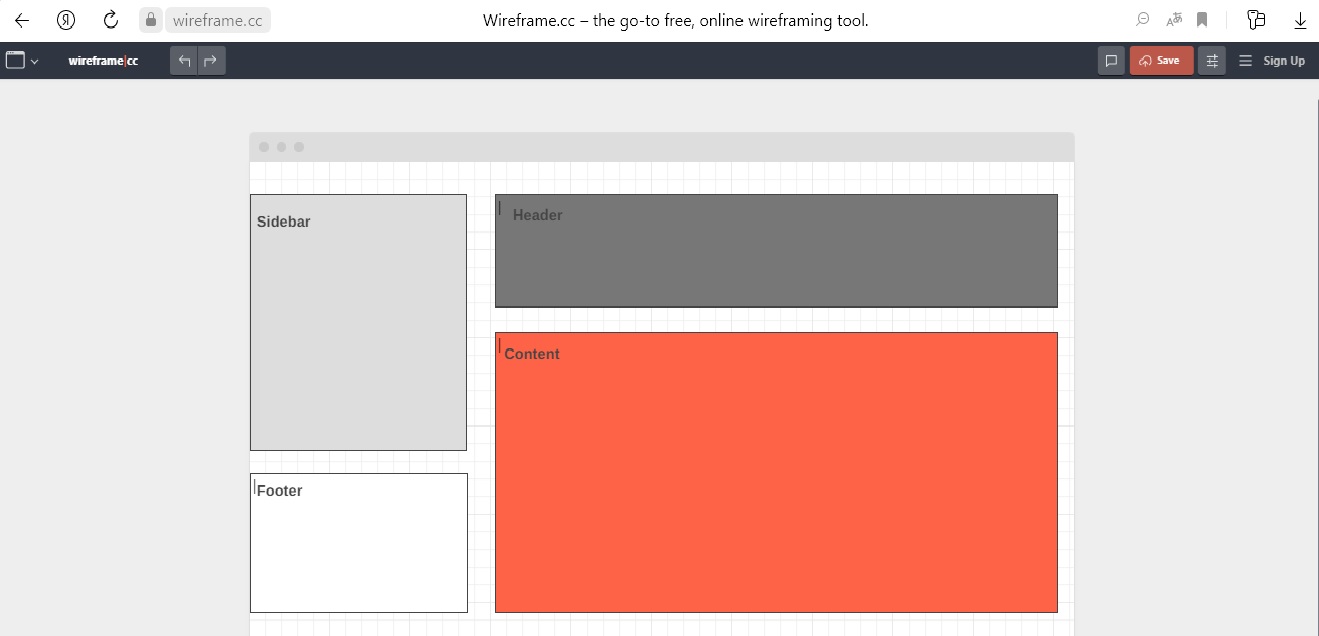 wireframe.cc
Wireframe.cc – the go-to free, online wireframing tool.
wireframe|cc
Save
Sign Up
Sidebar
Header
Content
Footer